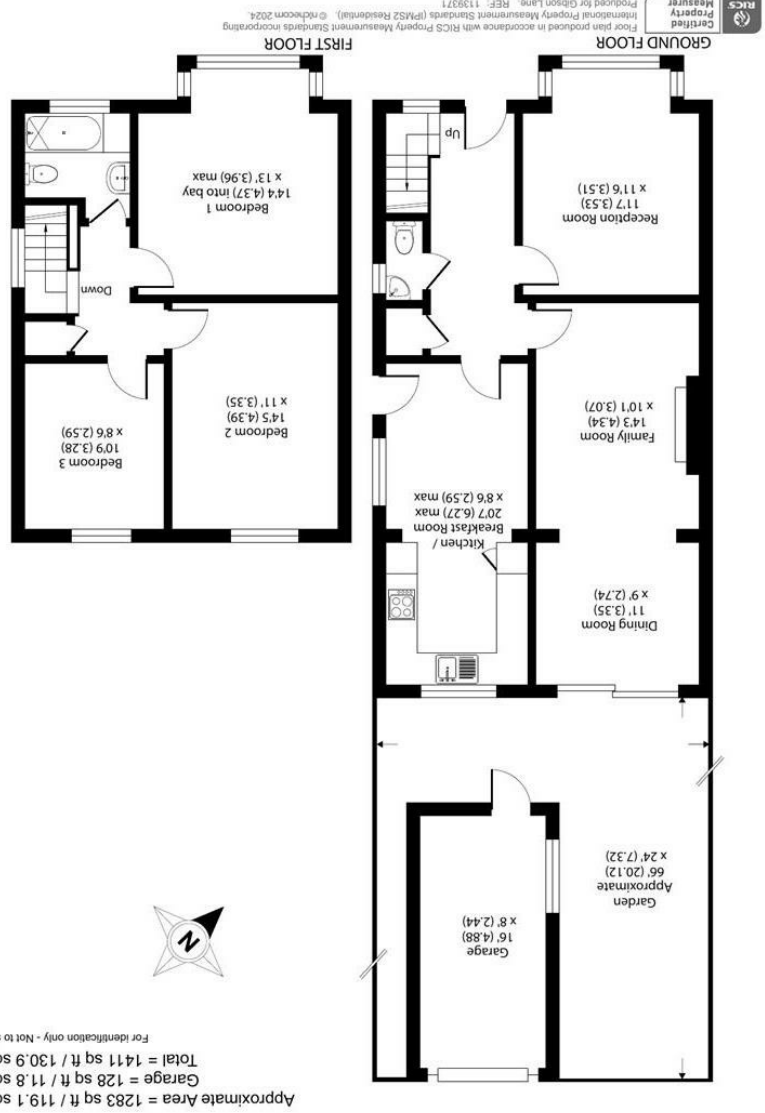 Approximate Area = 1283 sq ft / 119.1 sq
Garage = 128 sq ft / 11.8 sq
Total = 1411 sq ft / 130.9 sq
For identification only - Not to s
N
Garage
16' (4.88)
x 8' (2.44)
Garden
Approximate
66' (20.12)
x 24' (7.32)
Dining Room
11' (3.35)
x 9' (2.74)
Kitchen /
Breakfast Room
20'7 (6.27) max
x 8'6 (2.59) max
Family Room
14'3 (4.34)
x 10'1 (3.07)
Reception Room
11'7 (3.53)
x 11'6 (3.51)
Up
GROUND FLOOR
Bedroom 2
14'5 (4.39)
x 11' (3.35)
Bedroom 3
10'9 (3.28)
x 8'6 (2.59)
Down
Bedroom 1
14'4 (4.37) into bay
x 13' (3.96) max
FIRST FLOOR
RICS
Certified
Property
Measurer
Floor plan produced in accordance with RICS Property Measurement Standards incorporating
International Property Measurement Standards (IPMS2 Residential). ©nichecom 2024.
Produced for Gibson Lane. REF: 1139371